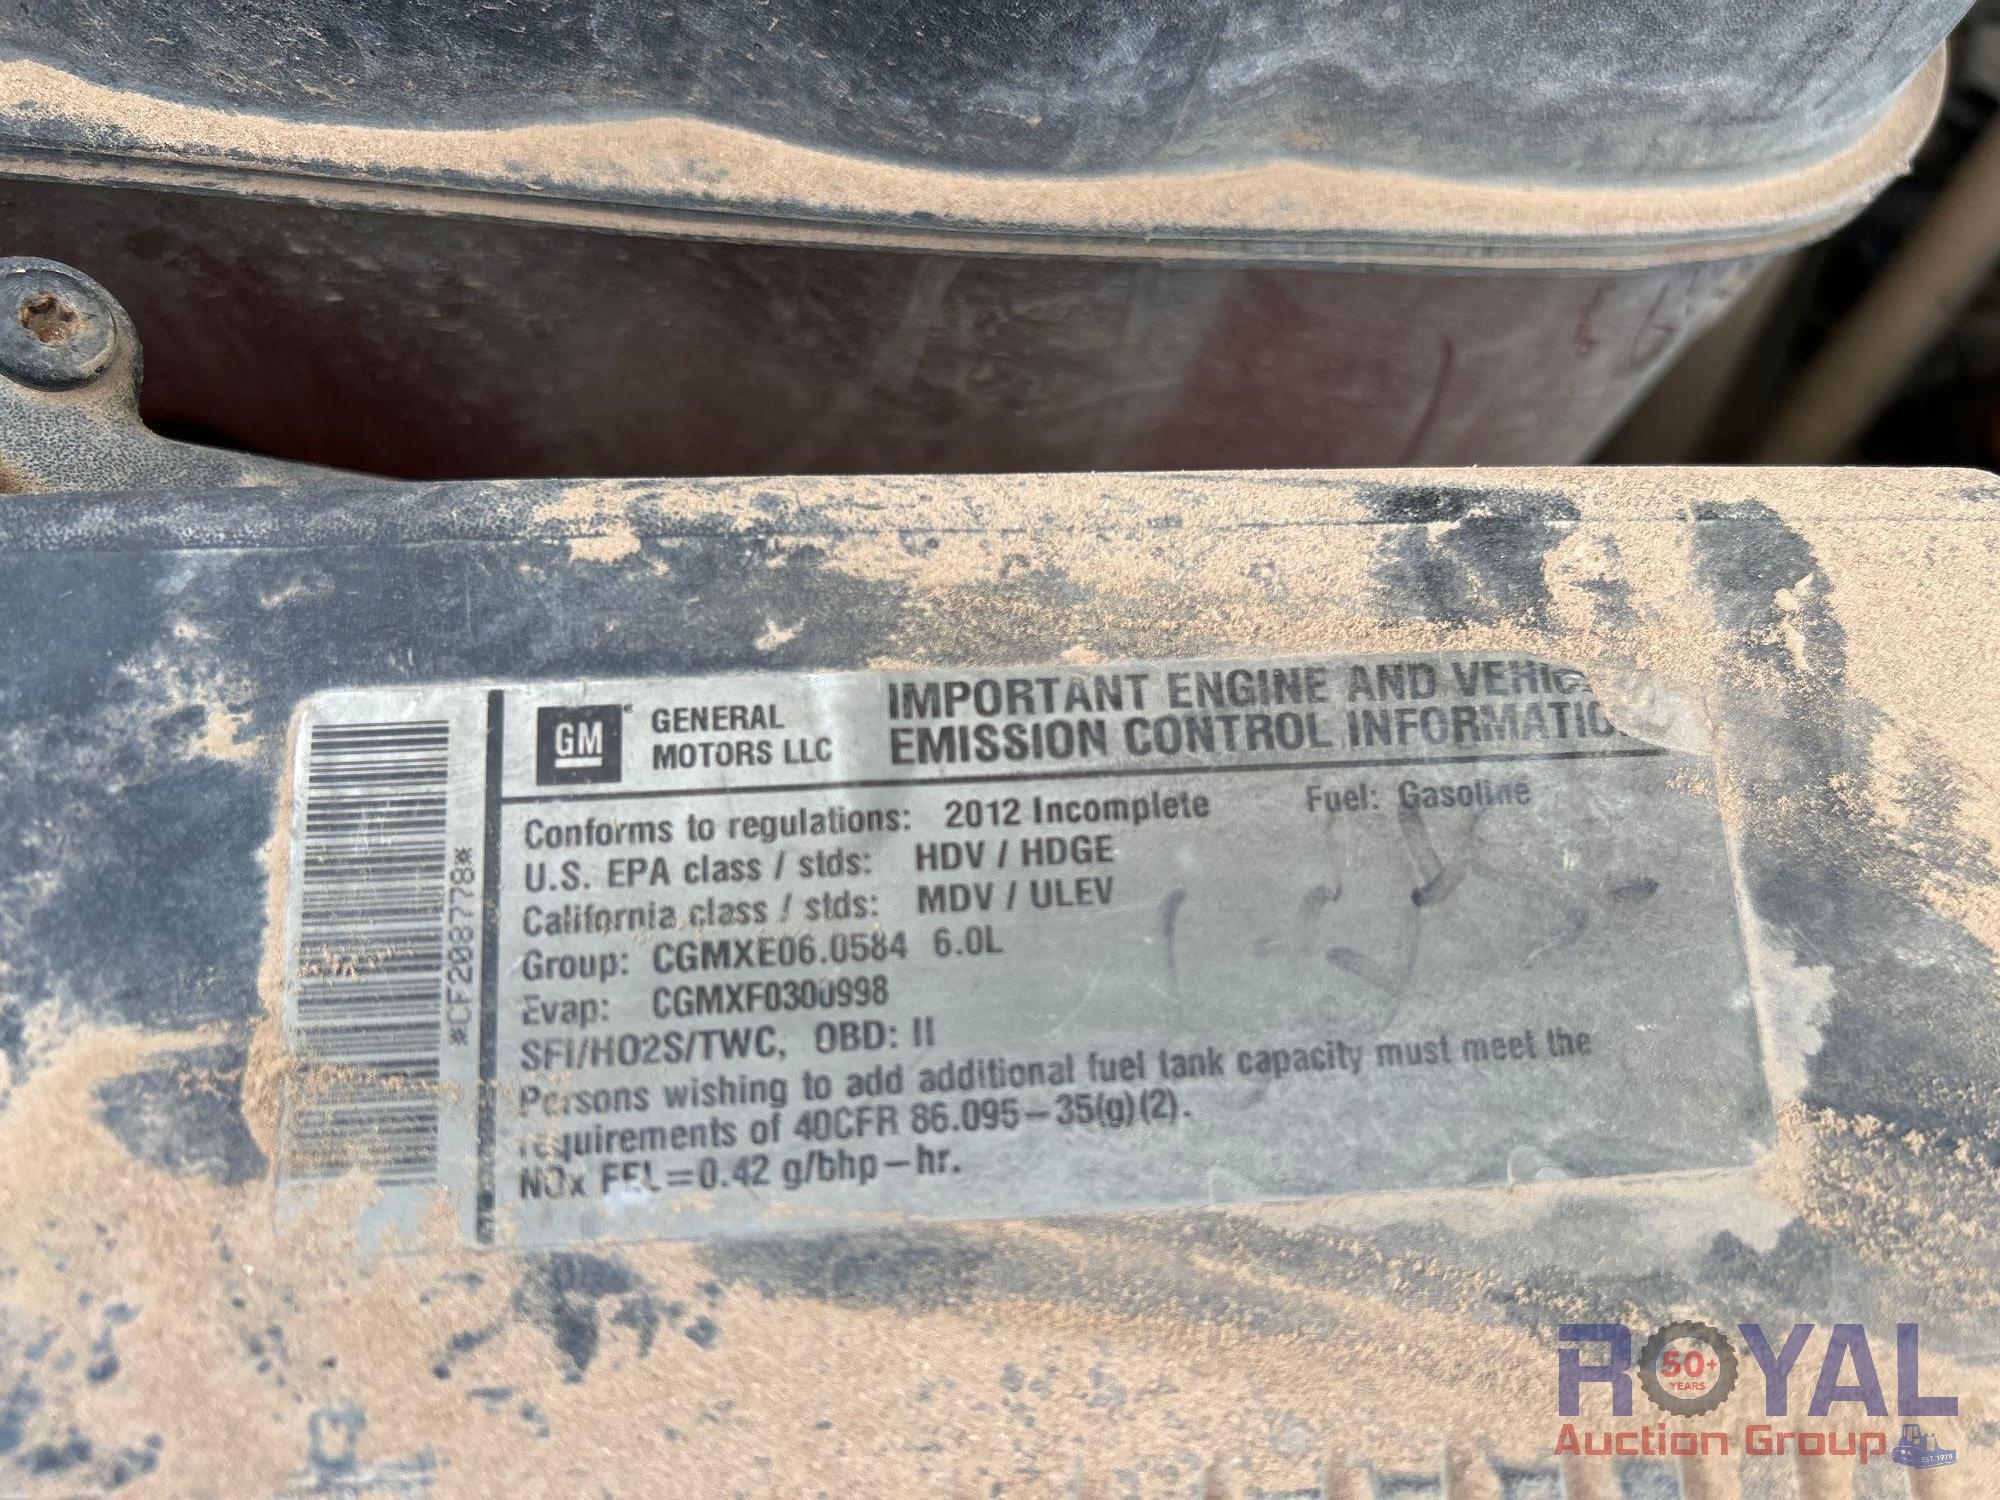 GM
GENERAL
MOTORS LLC
IMPORTANT ENGINE AND VEHIC
EMISSION CONTROL INFORMATIO
Conforms to regulations: 2012 Incomplete Fuel: Gasoline
U.S. EPA class / stds: HDV / HDGE
California class / stds: MDV / ULEV
Group: CGMXE06.0584 6.0L
Evap: CGMXF0300998
SFI/HO2S/TWC, OBD: II
Persons wishing to add additional fuel tank capacity must meet the
requirements of 40CFR 86.095–35(g)(2).
NOx FEL=0.42 g/bhp–hr.
*CF2087778*
ROYAL
50+
YEARS
Auction Group
EST. 1970